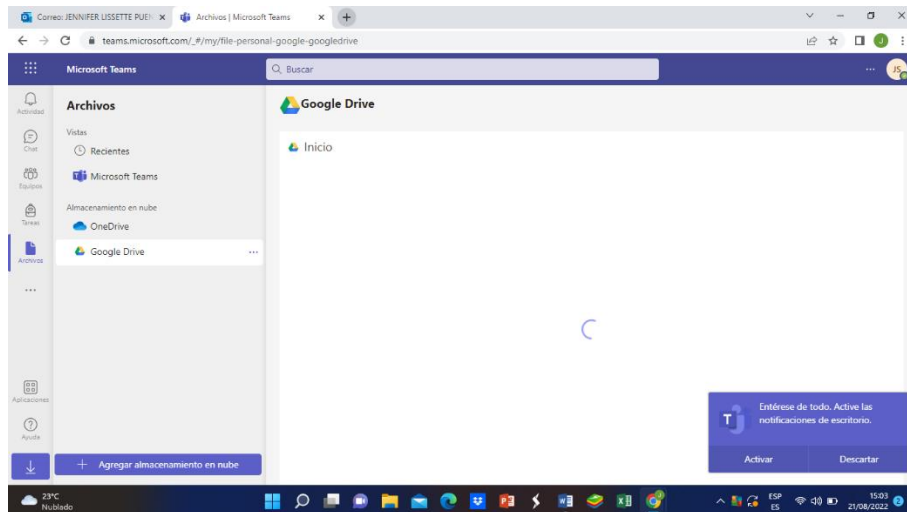 Correo: JENNIFER LISSETTE PUE
Archivos | Microsoft Teams
teams.microsoft.com/_#/my/file-personal-google-googledrive
J
Microsoft Teams
Buscar
JS
Actividad
Chat
Equipos
Tareas
Archivos
Aplicaciones
Ayuda
Archivos
Vistas
Recientes
Microsoft Teams
Almacenamiento en nube
OneDrive
Google Drive
Agregar almacenamiento en nube
Google Drive
Inicio
Entérese de todo. Active las
notificaciones de escritorio.
Activar
Descartar
23°C
Nublado
ESP
ES
15:03
21/08/2022
2